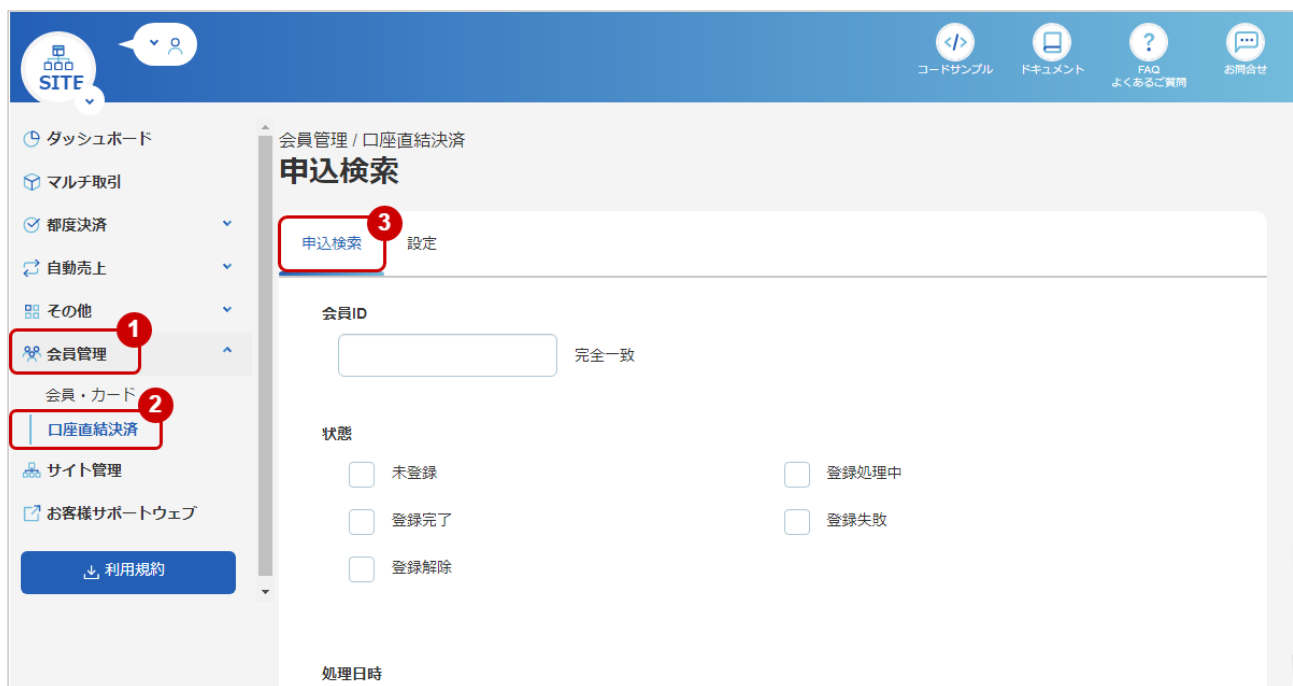 SITE
</>
コードサンプル
ドキュメント
?
FAQ
よくあるご質問
お問合せ
ダッシュボード
マルチ取引
都度決済
自動売上
その他
1
会員管理
会員・カード
2
口座直結決済
サイト管理
お客様サポートウェブ
利用規約
会員管理 / 口座直結決済
申込検索
3
申込検索 設定
会員ID
完全一致
状態
未登録 登録処理中
登録完了 登録失敗
登録解除
処理日時